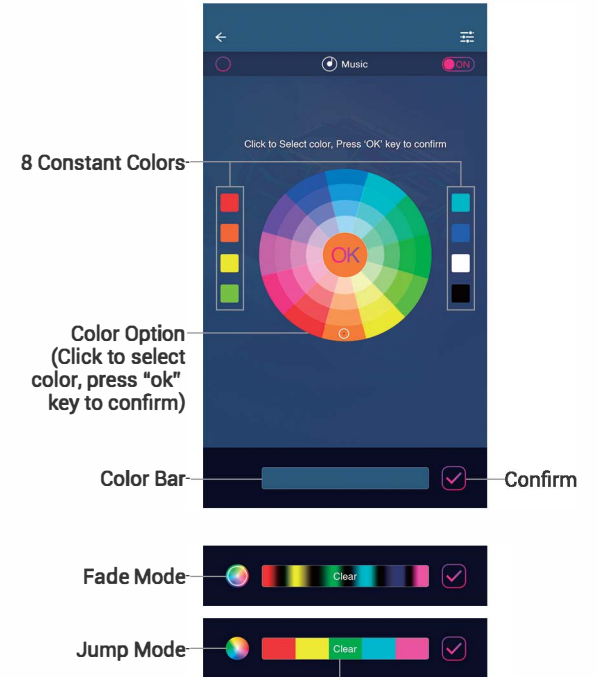 ON
Music
Click to Select color, Press 'OK' key to confirm
8 Constant Colors
OK
Color Option
(Click to select
color, press “ok”
key to confirm)
Color Bar
Confirm
Fade Mode
Clear
Jump Mode
Clear